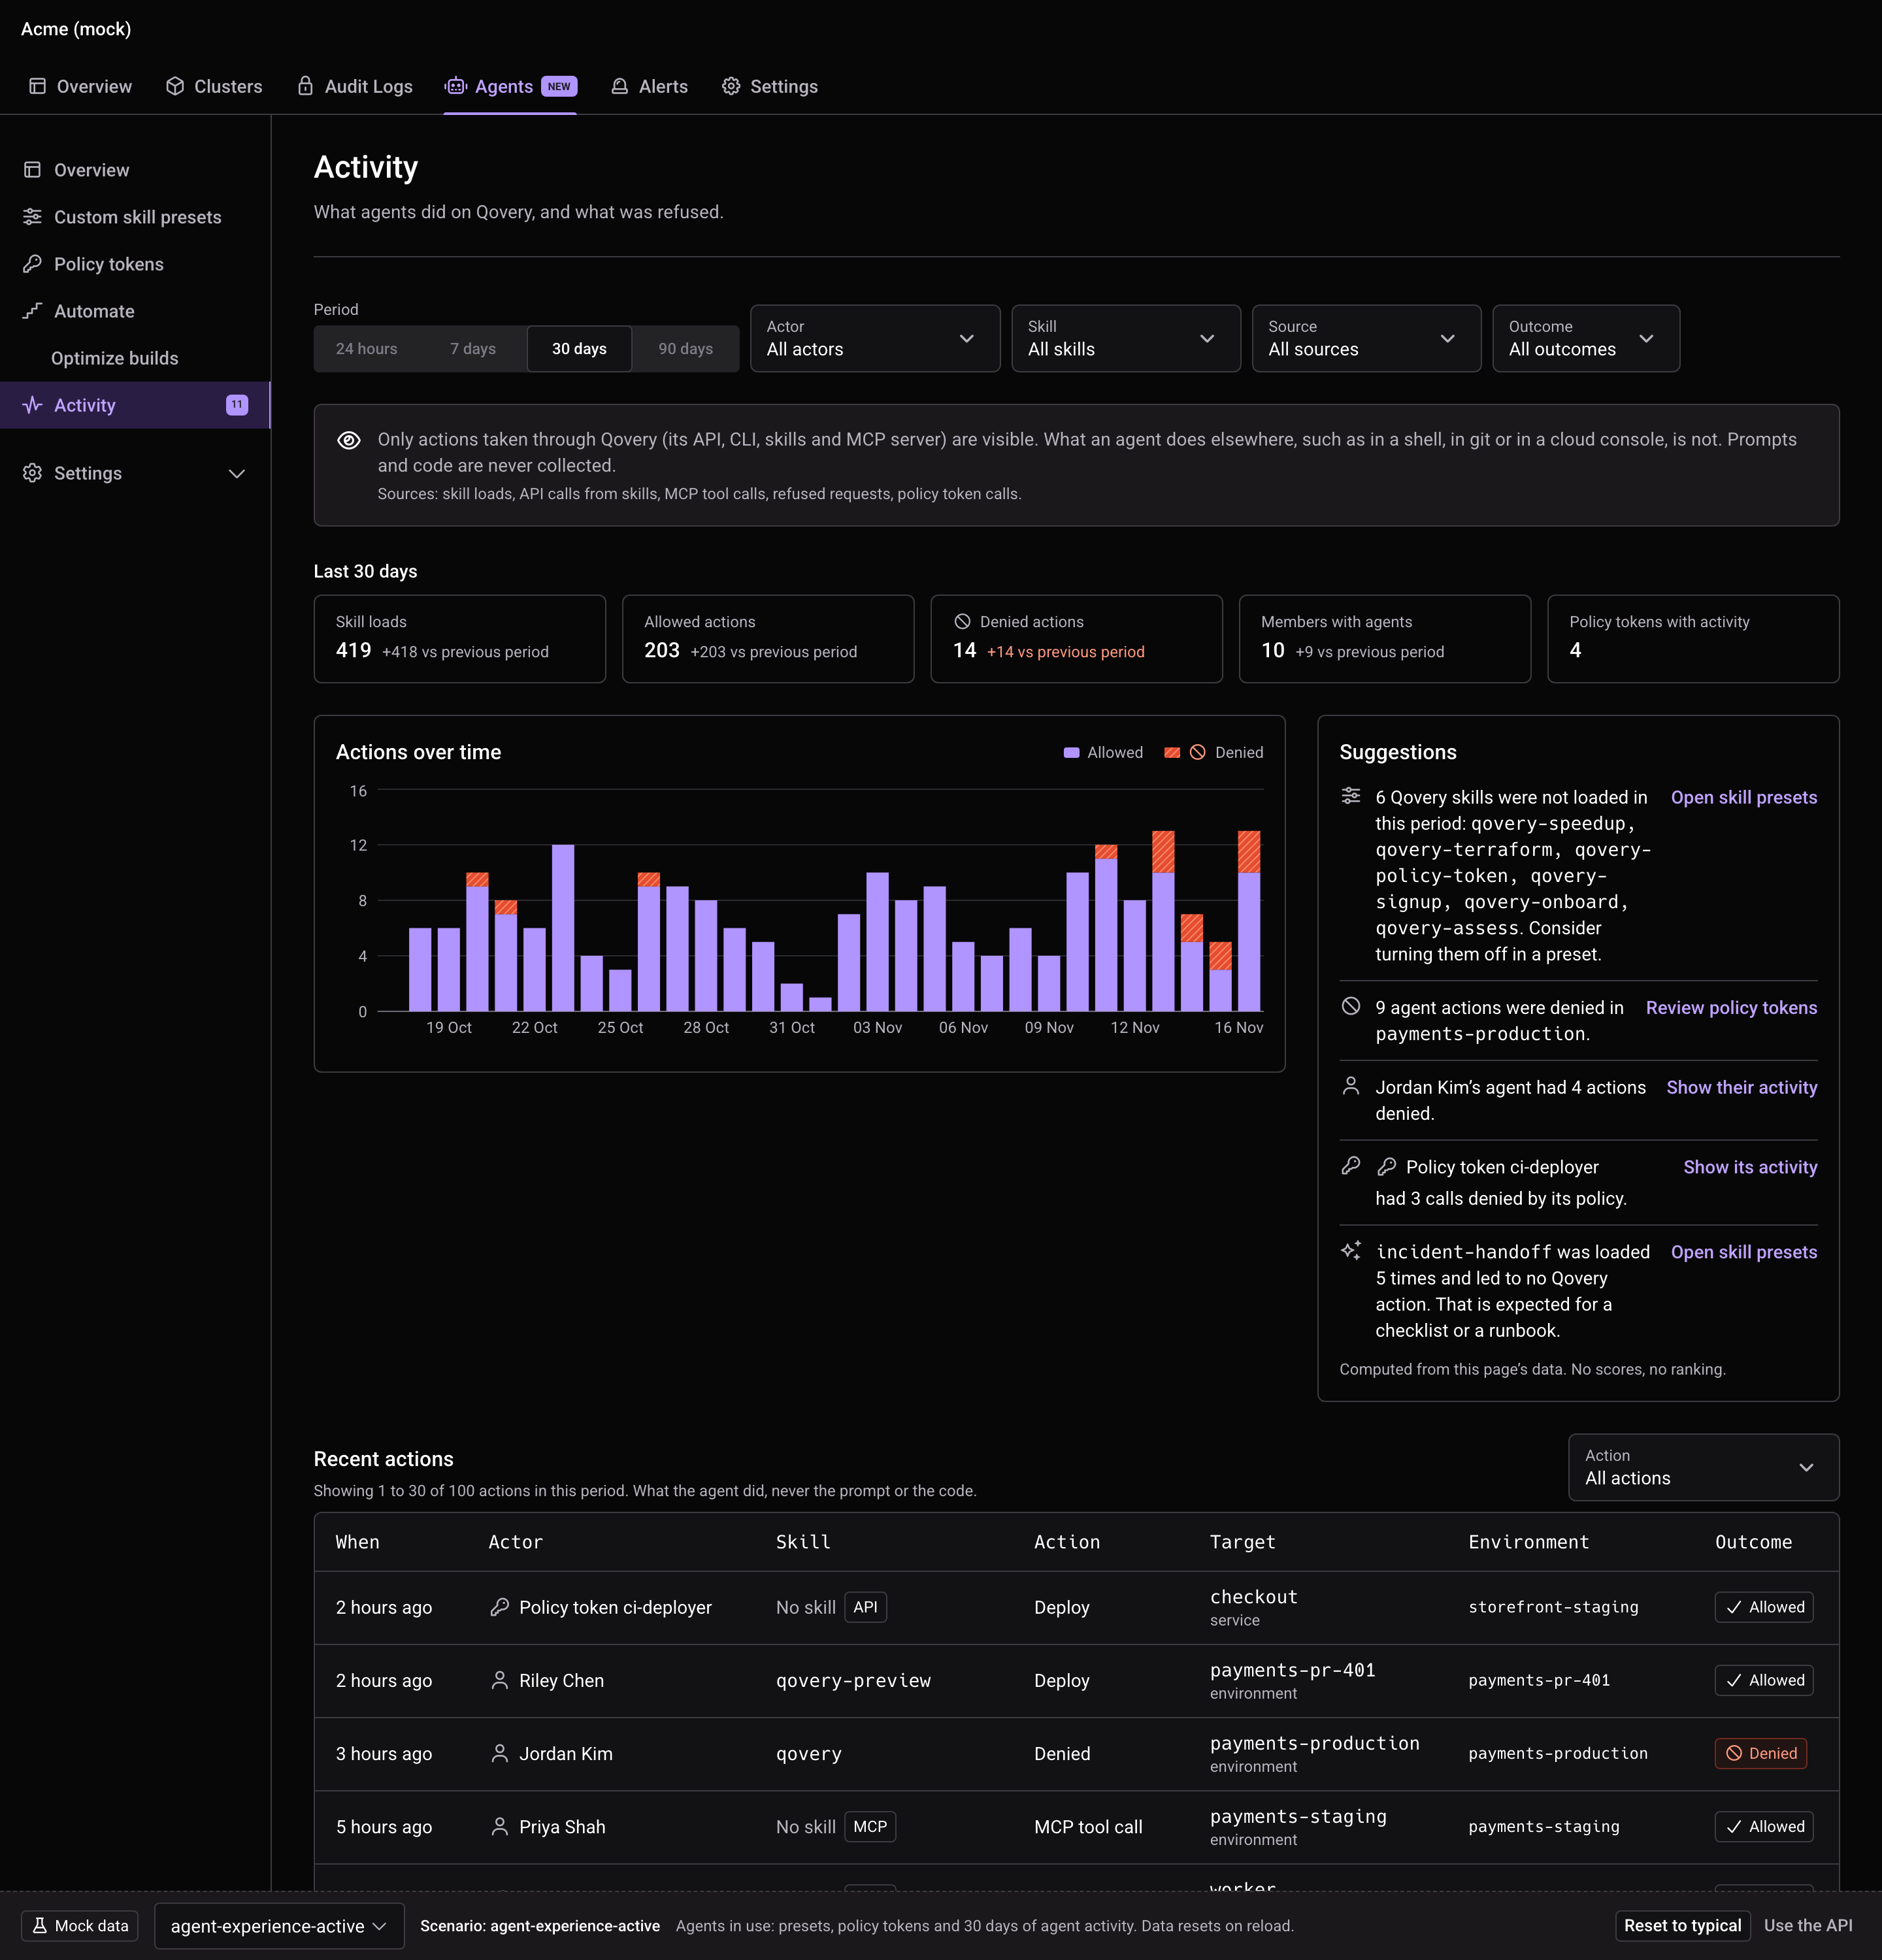 Acme (mock)
Overview
Clusters
Audit Logs
Agents NEW
Alerts
Settings
Overview
Custom skill presets
Policy tokens
Automate
Optimize builds
Activity 11
Settings
Activity
What agents did on Qovery, and what was refused.
Period
24 hours 7 days 30 days 90 days
Actor
All actors
Skill
All skills
Source
All sources
Outcome
All outcomes
Only actions taken through Qovery (its API, CLI, skills and MCP server) are visible. What an agent does elsewhere, such as in a shell, in git or in a cloud console, is not. Prompts
and code are never collected.
Sources: skill loads, API calls from skills, MCP tool calls, refused requests, policy token calls.
Last 30 days
Skill loads
419 +418 vs previous period
Allowed actions
203 +203 vs previous period
Denied actions
14 +14 vs previous period
Members with agents
10 +9 vs previous period
Policy tokens with activity
4
Actions over time
Allowed Denied
16
12
8
4
0
19 Oct 22 Oct 25 Oct 28 Oct 31 Oct 03 Nov 06 Nov 09 Nov 12 Nov 16 Nov
Suggestions
6 Qovery skills were not loaded in
this period: qovery-speedup,
qovery-terraform, qovery-
policy-token, qovery-
signup, qovery-onboard,
qovery-assess. Consider
turning them off in a preset.
Open skill presets
9 agent actions were denied in
payments-production.
Review policy tokens
Jordan Kim’s agent had 4 actions
denied.
Show their activity
Policy token ci-deployer
had 3 calls denied by its policy.
Show its activity
incident-handoff was loaded
5 times and led to no Qovery
action. That is expected for a
checklist or a runbook.
Open skill presets
Computed from this page’s data. No scores, no ranking.
Recent actions
Showing 1 to 30 of 100 actions in this period. What the agent did, never the prompt or the code.
Action
All actions
When Actor Skill Action Target Environment Outcome
2 hours ago Policy token ci-deployer No skill API Deploy checkout storefront-staging Allowed
service
2 hours ago Riley Chen qovery-preview Deploy payments-pr-401 payments-pr-401 Allowed
environment
3 hours ago Jordan Kim qovery Denied payments-production payments-production Denied
environment
5 hours ago Priya Shah No skill MCP MCP tool call payments-staging payments-staging Allowed
environment
worker
Mock data
agent-experience-active
Scenario: agent-experience-active Agents in use: presets, policy tokens and 30 days of agent activity. Data resets on reload.
Reset to typical
Use the API